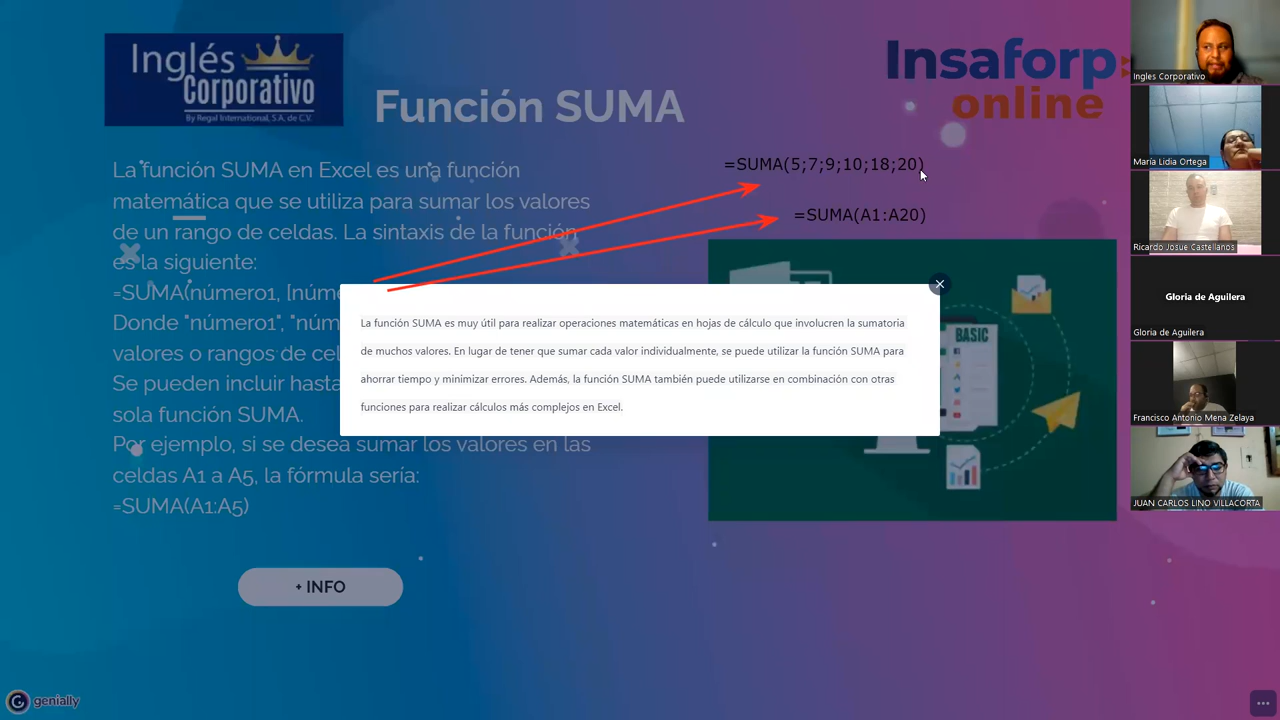 Inglés
Corporativo
By Regal International, S.A. de C.V.
Función SUMA
Insaforp
online
La función SUMA en Excel es una función
matemática que se utiliza para sumar los valores
de un rango de celdas. La sintaxis de la función
es la siguiente:
=SUMA(número1, [núm
Donde "número1", "núm
valores o rangos de cel
Se pueden incluir hasta
sola función SUMA.
Por ejemplo, si se desea sumar los valores en las
celdas A1 a A5, la fórmula sería:
=SUMA(A1:A5)
+ INFO
=SUMA(5;7;9;10;18;20)
=SUMA(A1:A20)
BASIC
La función SUMA es muy útil para realizar operaciones matemáticas en hojas de cálculo que involucren la sumatoria
de muchos valores. En lugar de tener que sumar cada valor individualmente, se puede utilizar la función SUMA para
ahorrar tiempo y minimizar errores. Además, la función SUMA también puede utilizarse en combinación con otras
funciones para realizar cálculos más complejos en Excel.
genially
Ingles Corporativo
María Lidia Ortega
Ricardo Josue Castellanos
Gloria de Aguilera
Gloria de Aguilera
Francisco Antonio Mena Zelaya
JUAN CARLOS LINO VILLACORTA